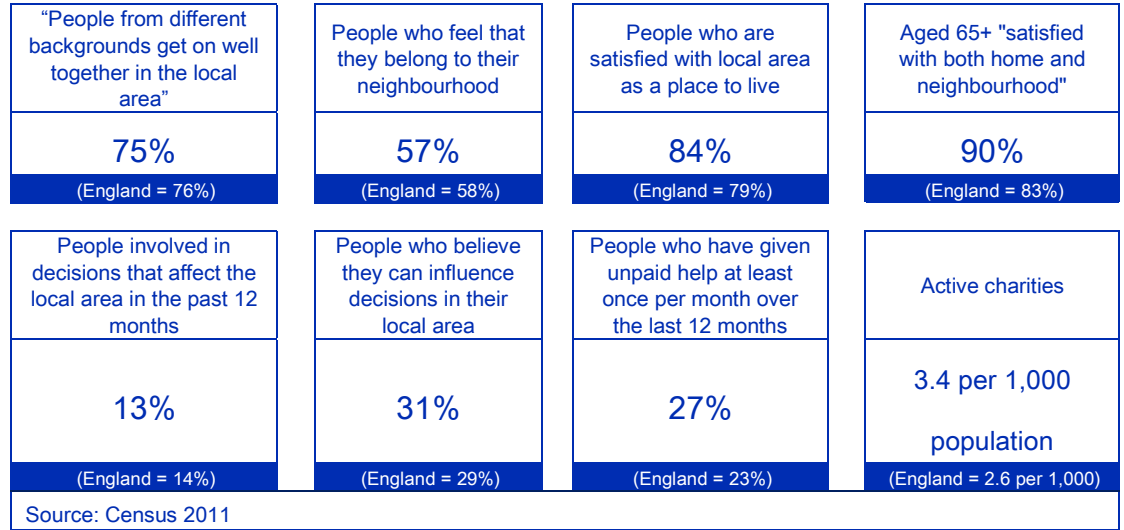 “People from different
backgrounds get on well
together in the local
area”
75%
(England = 76%)
People who feel that
they belong to their
neighbourhood
57%
(England = 58%)
People who are
satisfied with local area
as a place to live
84%
(England = 79%)
Aged 65+ "satisfied
with both home and
neighbourhood"
90%
(England = 83%)
People involved in
decisions that affect the
local area in the past 12
months
13%
(England = 14%)
People who believe
they can influence
decisions in their
local area
31%
(England = 29%)
People who have given
unpaid help at least
once per month over
the last 12 months
27%
(England = 23%)
Active charities
3.4 per 1,000
population
(England = 2.6 per 1,000)
Source: Census 2011